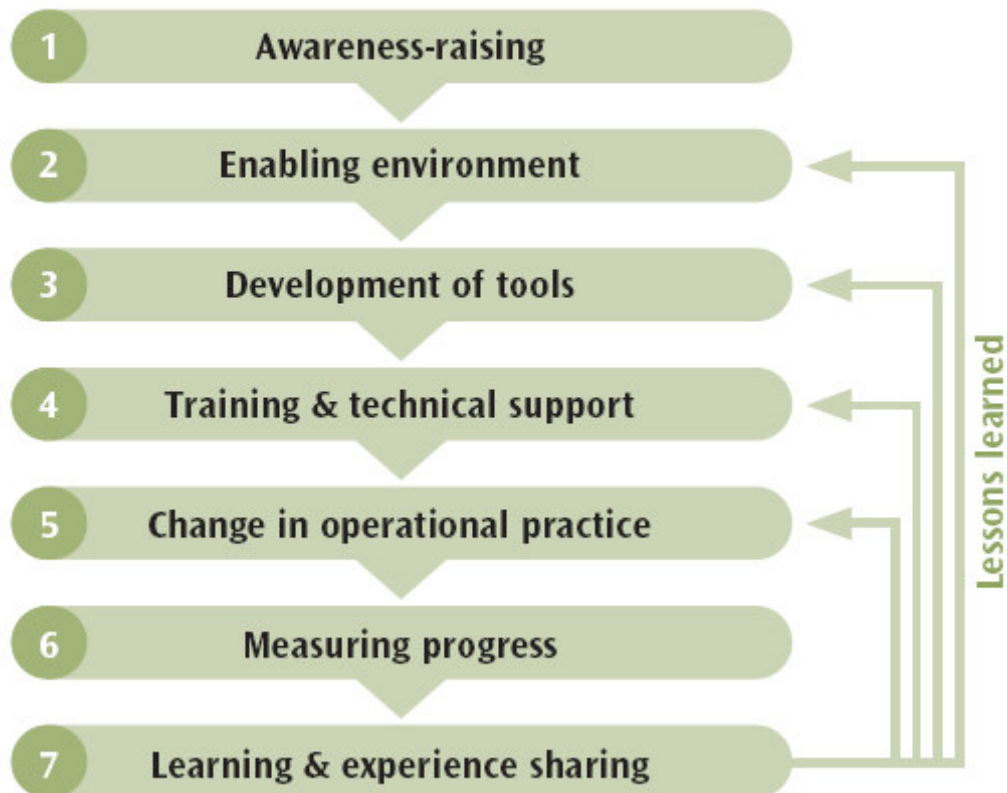 1 Awareness-raising
2 Enabling environment
3 Development of tools
4 Training & technical support
5 Change in operational practice
6 Measuring progress
7 Learning & experience sharing
Lessons learned